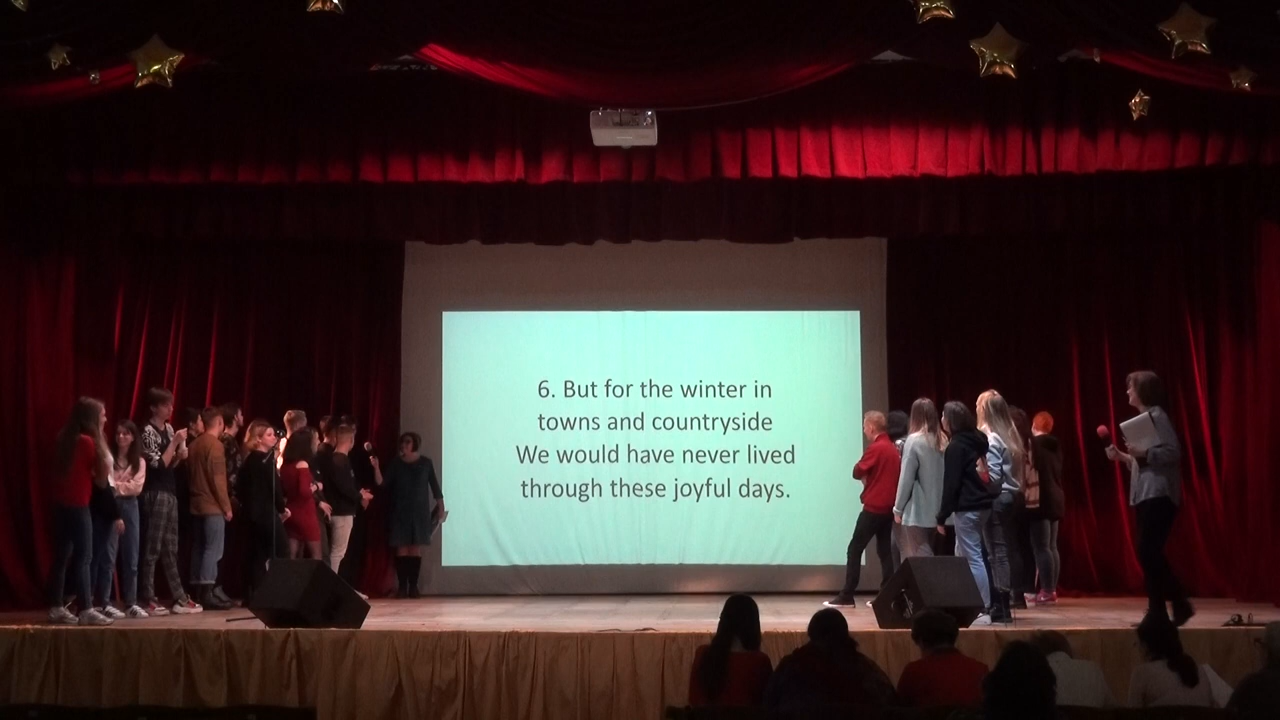 6. But for the winter in
towns and countryside
We would have never lived
through these joyful days.